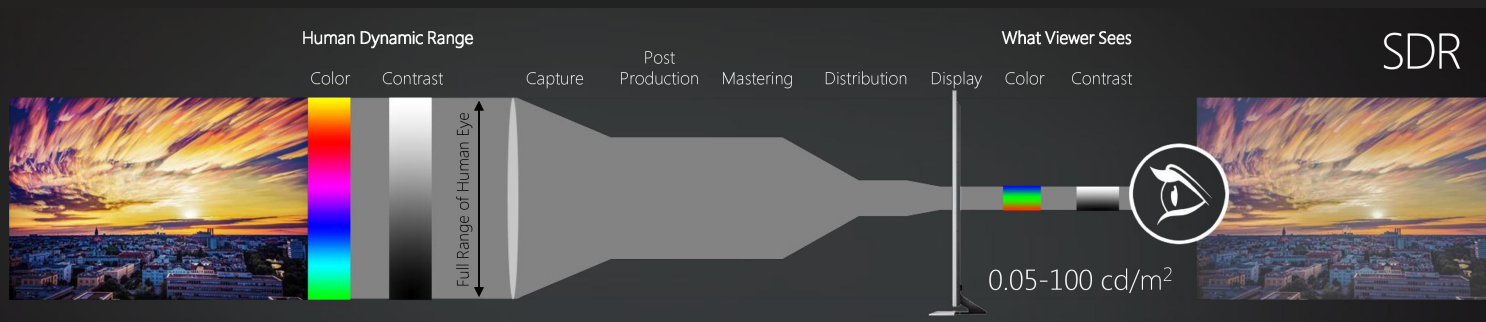 Human Dynamic Range
What Viewer Sees
SDR
Color
Contrast
Capture
Post
Production
Mastering
Distribution
Display
Color
Contrast
Full Range of Human Eye
0.05-100 cd/m²